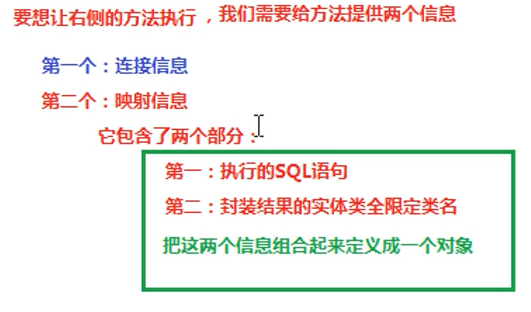 要想让右侧的方法执行，我们需要给方法提供两个信息
第一个：连接信息
第二个：映射信息
它包含了两个部分：
第一：执行的SQL语句
第二：封装结果的实体类全限定类名
把这两个信息组合起来定义成一个对象